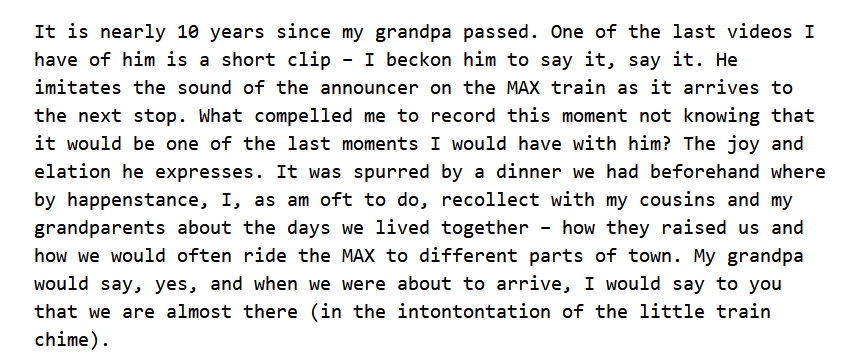 It is nearly 10 years since my grandpa passed. One of the last videos I
have of him is a short clip – I beckon him to say it, say it. He
imitates the sound of the announcer on the MAX train as it arrives to
the next stop. What compelled me to record this moment not knowing that
it would be one of the last moments I would have with him? The joy and
elation he expresses. It was spurred by a dinner we had beforehand where
by happenstance, I, as am oft to do, recollect with my cousins and my
grandparents about the days we lived together – how they raised us and
how we would often ride the MAX to different parts of town. My grandpa
would say, yes, and when we were about to arrive, I would say to you
that we are almost there (in the intontontation of the little train
chime).